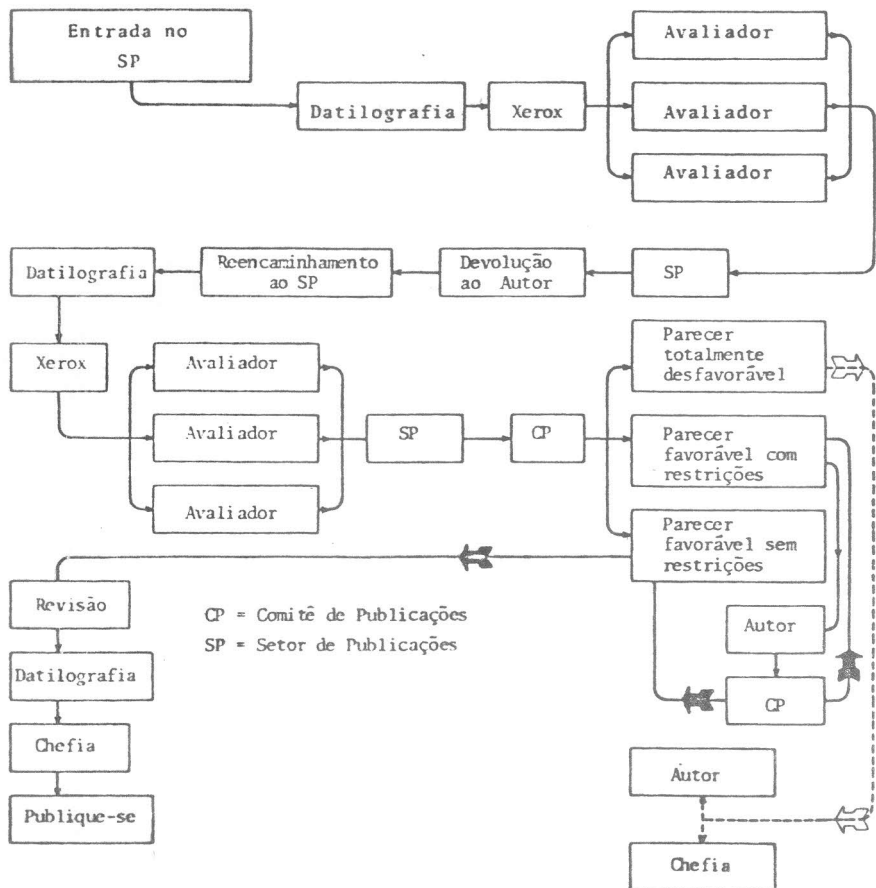 Entrada no
SP
Datilografia
Xerox
Avaliador
Avaliador
Avaliador
SP
Devolução
ao Autor
Reencaminhamento
ao SP
Datilografia
Xerox
Avaliador
Avaliador
Avaliador
SP
CP
Parecer
totalmente
desfavorável
Parecer
favorável com
restrições
Parecer
favorável sem
restrições
Revisão
Datilografia
Chefia
Publique-se
CP = Comitê de Publicações
SP = Setor de Publicações
Autor
CP
Autor
Chefia